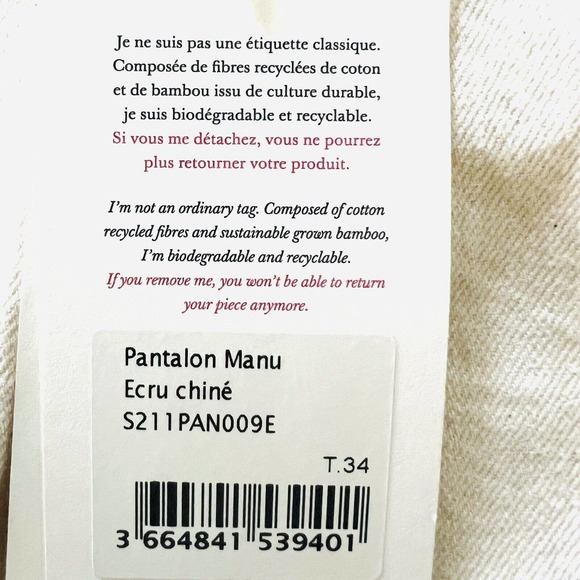 Je ne suis pas une étiquette classique.
Composée de fibres recyclées de coton
et de bambou issu de culture durable,
je suis biodégradable et recyclable.
Si vous me détachez, vous ne pourrez
plus retourner votre produit.
I'm not an ordinary tag. Composed of cotton
recycled fibres and sustainable grown bamboo,
I'm biodegradable and recyclable.
If you remove me, you won't be able to return
your piece anymore.
Pantalon Manu
Ecru chiné
S211PAN009E
T.34
3 664841 539401